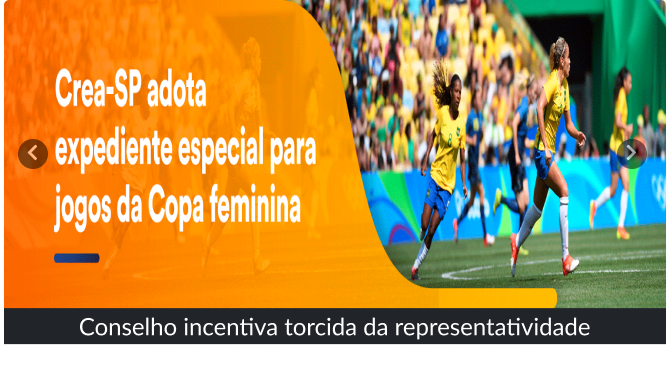 Crea-SP adota
expediente especial para
jogos da Copa feminina
Conselho incentiva torcida da representatividade